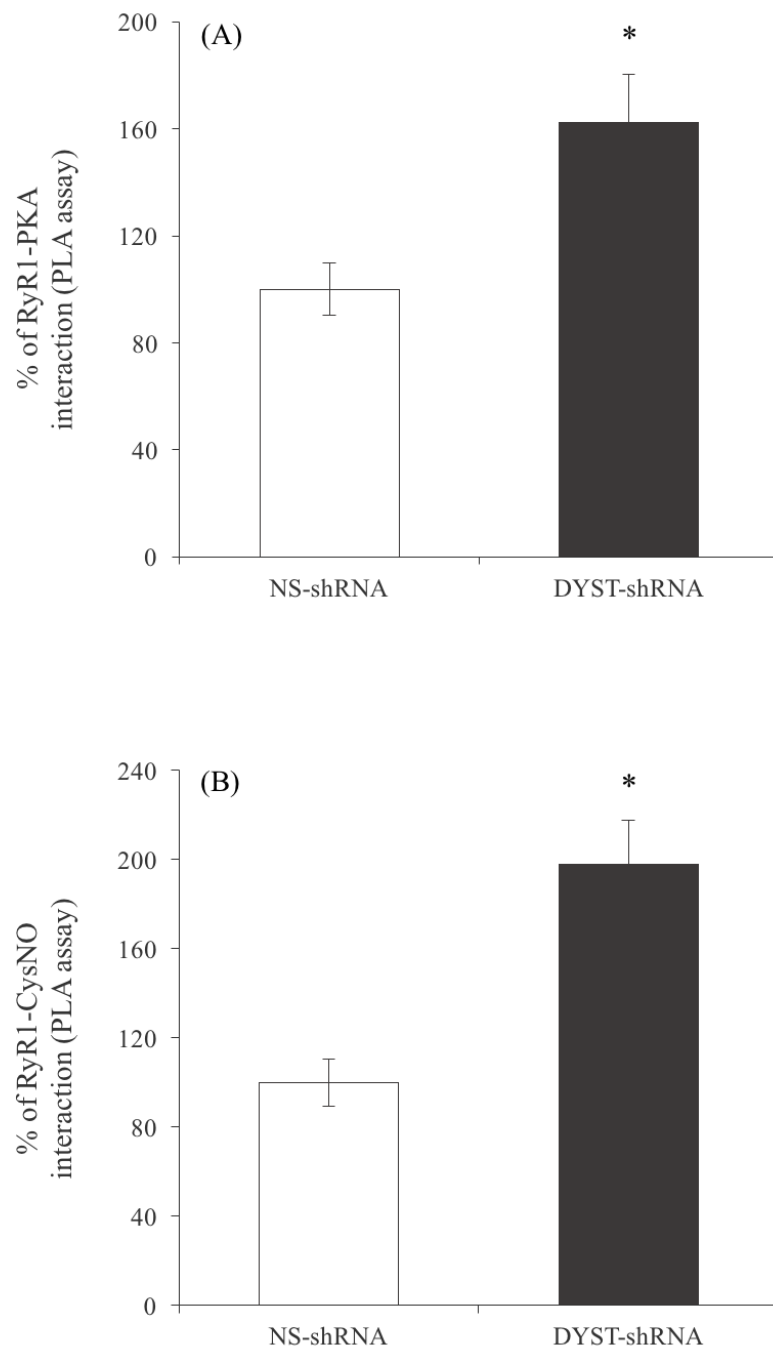 (A)
*
200
160
120
80
40
0
% of RyR1-PKA
interaction (PLA assay)
NS-shRNA DYST-shRNA
(B)
*
240
200
160
120
80
40
0
% of RyR1-CysNO
interaction (PLA assay)
NS-shRNA DYST-shRNA